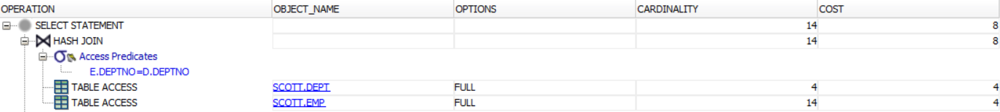 OPERATION OBJECT_NAME OPTIONS CARDINALITY COST
SELECT STATEMENT 14 8
HASH JOIN 14 8
Access Predicates
E.DEPTNO=D.DEPTNO
TABLE ACCESS SCOTT.DEPT FULL 4 4
TABLE ACCESS SCOTT.EMP FULL 14 4